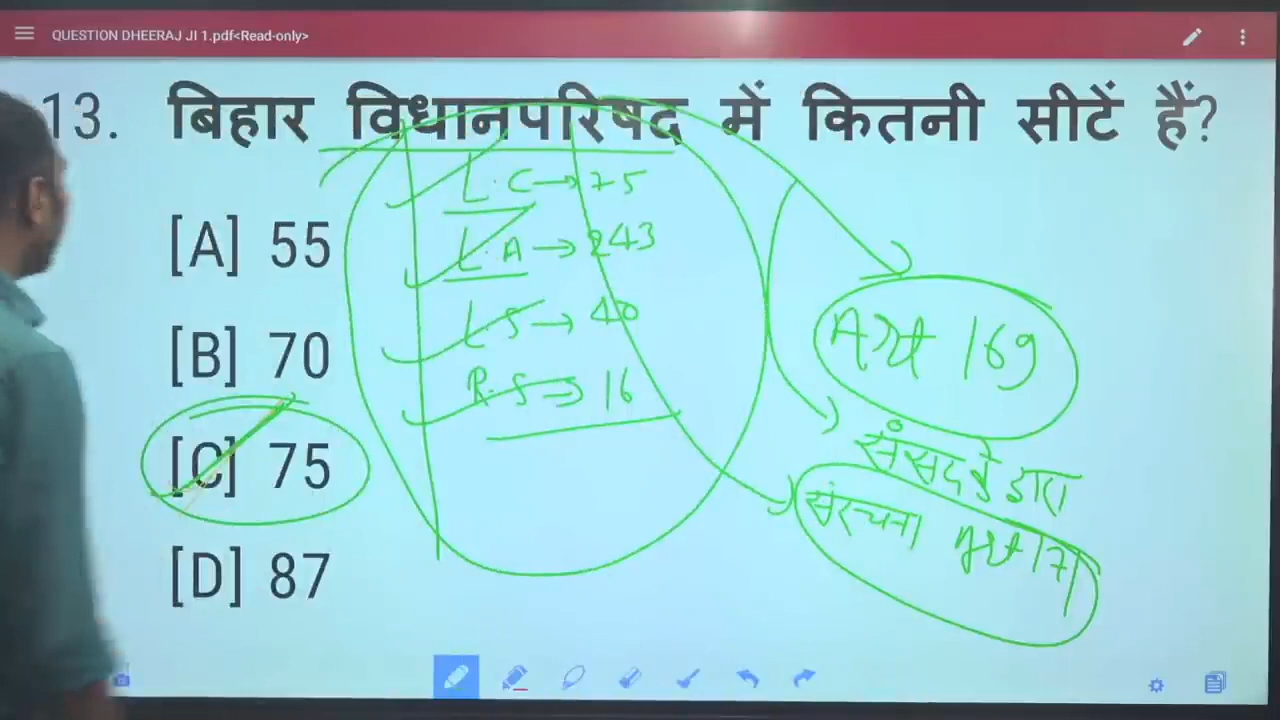 QUESTION DHEERAJ JI 1.pdf<Read-only>
13. बिहार विधानपरिषद में कितनी सीटें हैं?
[A] 55
[B] 70
[C] 75
[D] 87
L.C → 75
L.A → 243
L.S → 40
R.S → 16
Art 169
संसद के द्वारा
संरचना Art 171